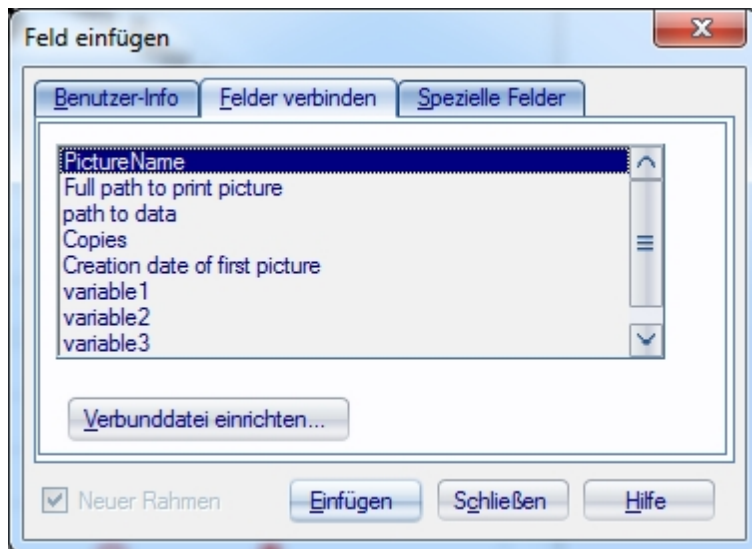 Feld einfügen
Benutzer-Info Felder verbinden Spezielle Felder
PictureName
Full path to print picture
path to data
Copies
Creation date of first picture
variable1
variable2
variable3
Verbunddatei einrichten...
Neuer Rahmen Einfügen Schließen Hilfe